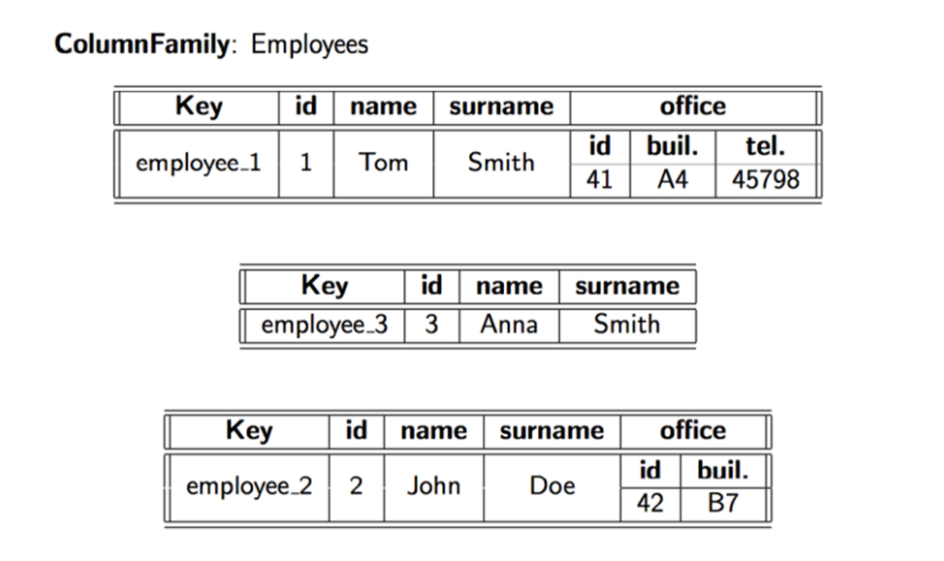 ColumnFamily: Employees
Key id name surname office
employee_1 1 Tom Smith id buil. tel.
41 A4 45798
Key id name surname
employee_3 3 Anna Smith
Key id name surname office
employee_2 2 John Doe id buil.
42 B7